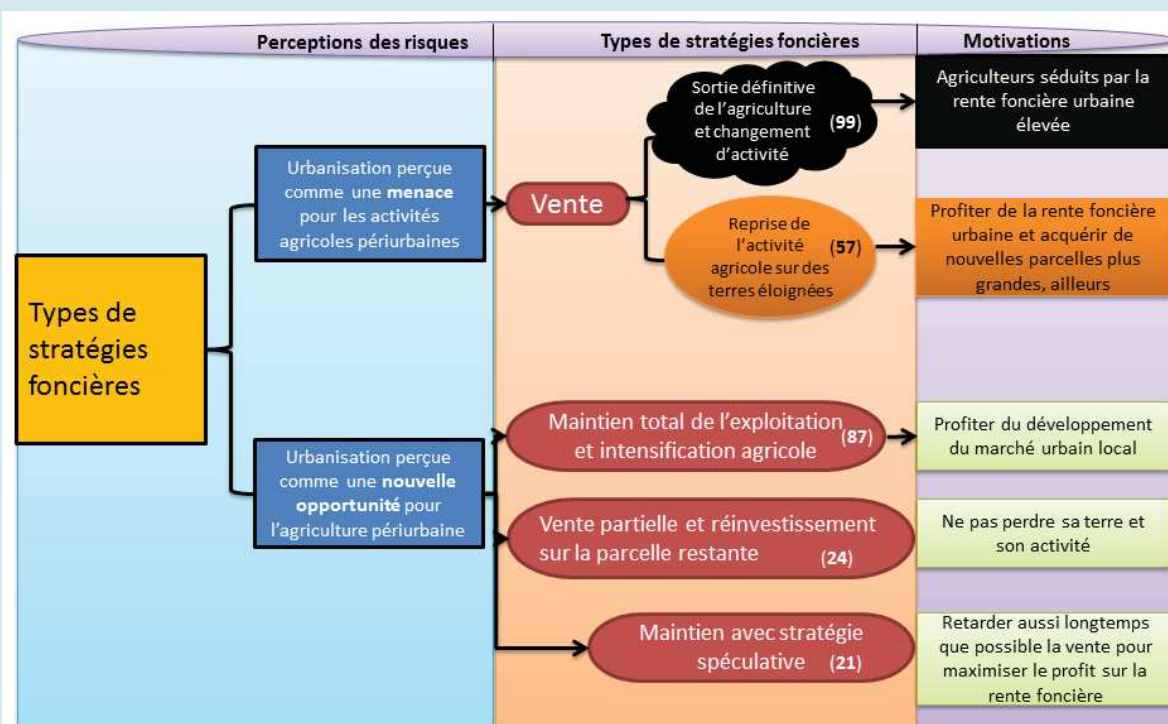 Perceptions des risques
Types de stratégies foncières
Motivations
Types de
stratégies
foncières
Urbanisation perçue
comme une menace
pour les activités
agricoles périurbaines
Vente
Sortie définitive
de l'agriculture
et changement (99)
d'activité
Agriculteurs séduits par la
rente foncière urbaine
élevée
Reprise de
l'activité (57)
agricole sur des
terres éloignées
Profiter de la rente foncière
urbaine et acquérir de
nouvelles parcelles plus
grandes, ailleurs
Urbanisation perçue
comme une nouvelle
opportunité pour
l'agriculture périurbaine
Maintien total de l'exploitation
et intensification agricole (87)
Profiter du développement
du marché urbain local
Vente partielle et réinvestissement
sur la parcelle restante (24)
Ne pas perdre sa terre et
son activité
Maintien avec stratégie
spéculative (21)
Retarder aussi longtemps
que possible la vente pour
maximiser le profit sur la
rente foncière